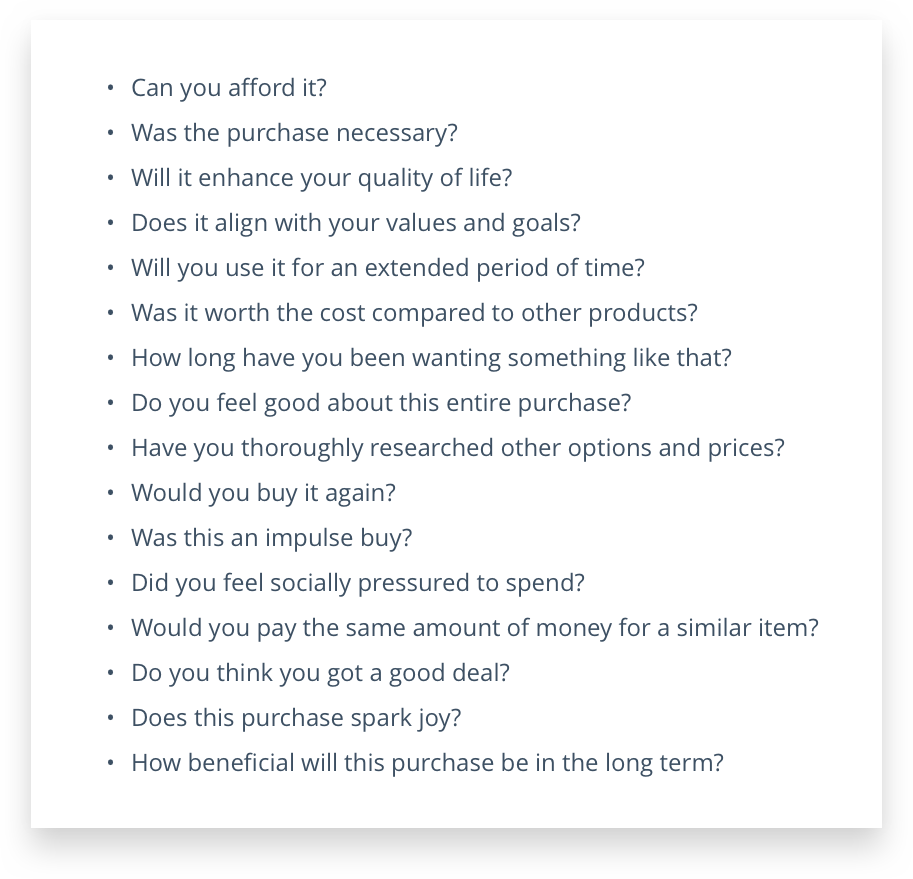 • Can you afford it?
• Was the purchase necessary?
• Will it enhance your quality of life?
• Does it align with your values and goals?
• Will you use it for an extended period of time?
• Was it worth the cost compared to other products?
• How long have you been wanting something like that?
• Do you feel good about this entire purchase?
• Have you thoroughly researched other options and prices?
• Would you buy it again?
• Was this an impulse buy?
• Did you feel socially pressured to spend?
• Would you pay the same amount of money for a similar item?
• Do you think you got a good deal?
• Does this purchase spark joy?
• How beneficial will this purchase be in the long term?